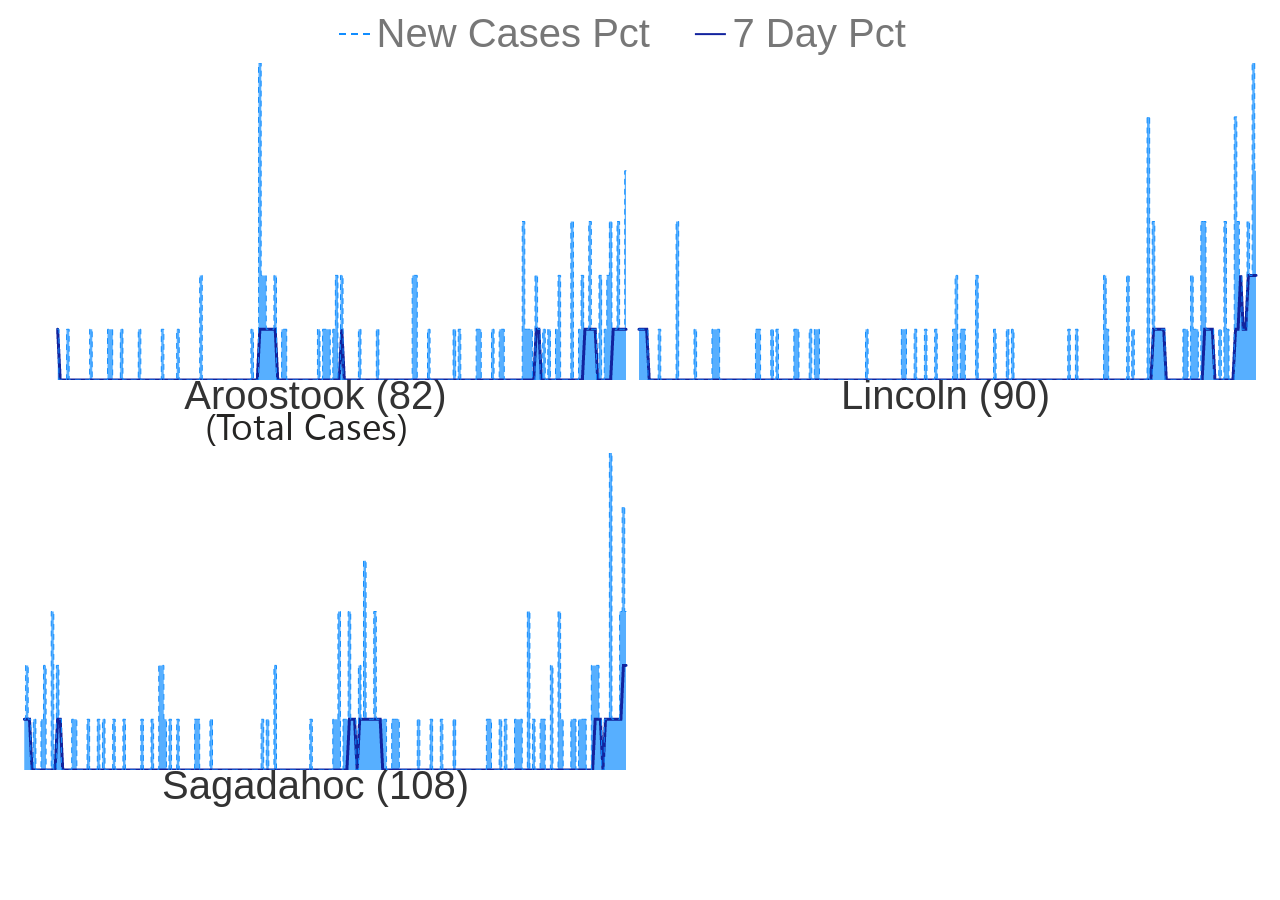 New Cases Pct 7 Day Pct
Aroostook (82)
(Total Cases)
Lincoln (90)
Sagadahoc (108)